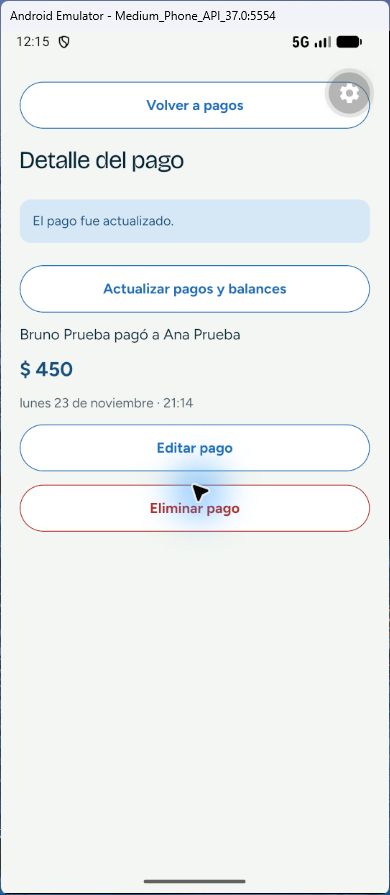 Android Emulator - Medium_Phone_API_37.0:5554
12:15 5G
Volver a pagos
Detalle del pago
El pago fue actualizado.
Actualizar pagos y balances
Bruno Prueba pagó a Ana Prueba
$ 450
lunes 23 de noviembre · 21:14
Editar pago
Eliminar pago